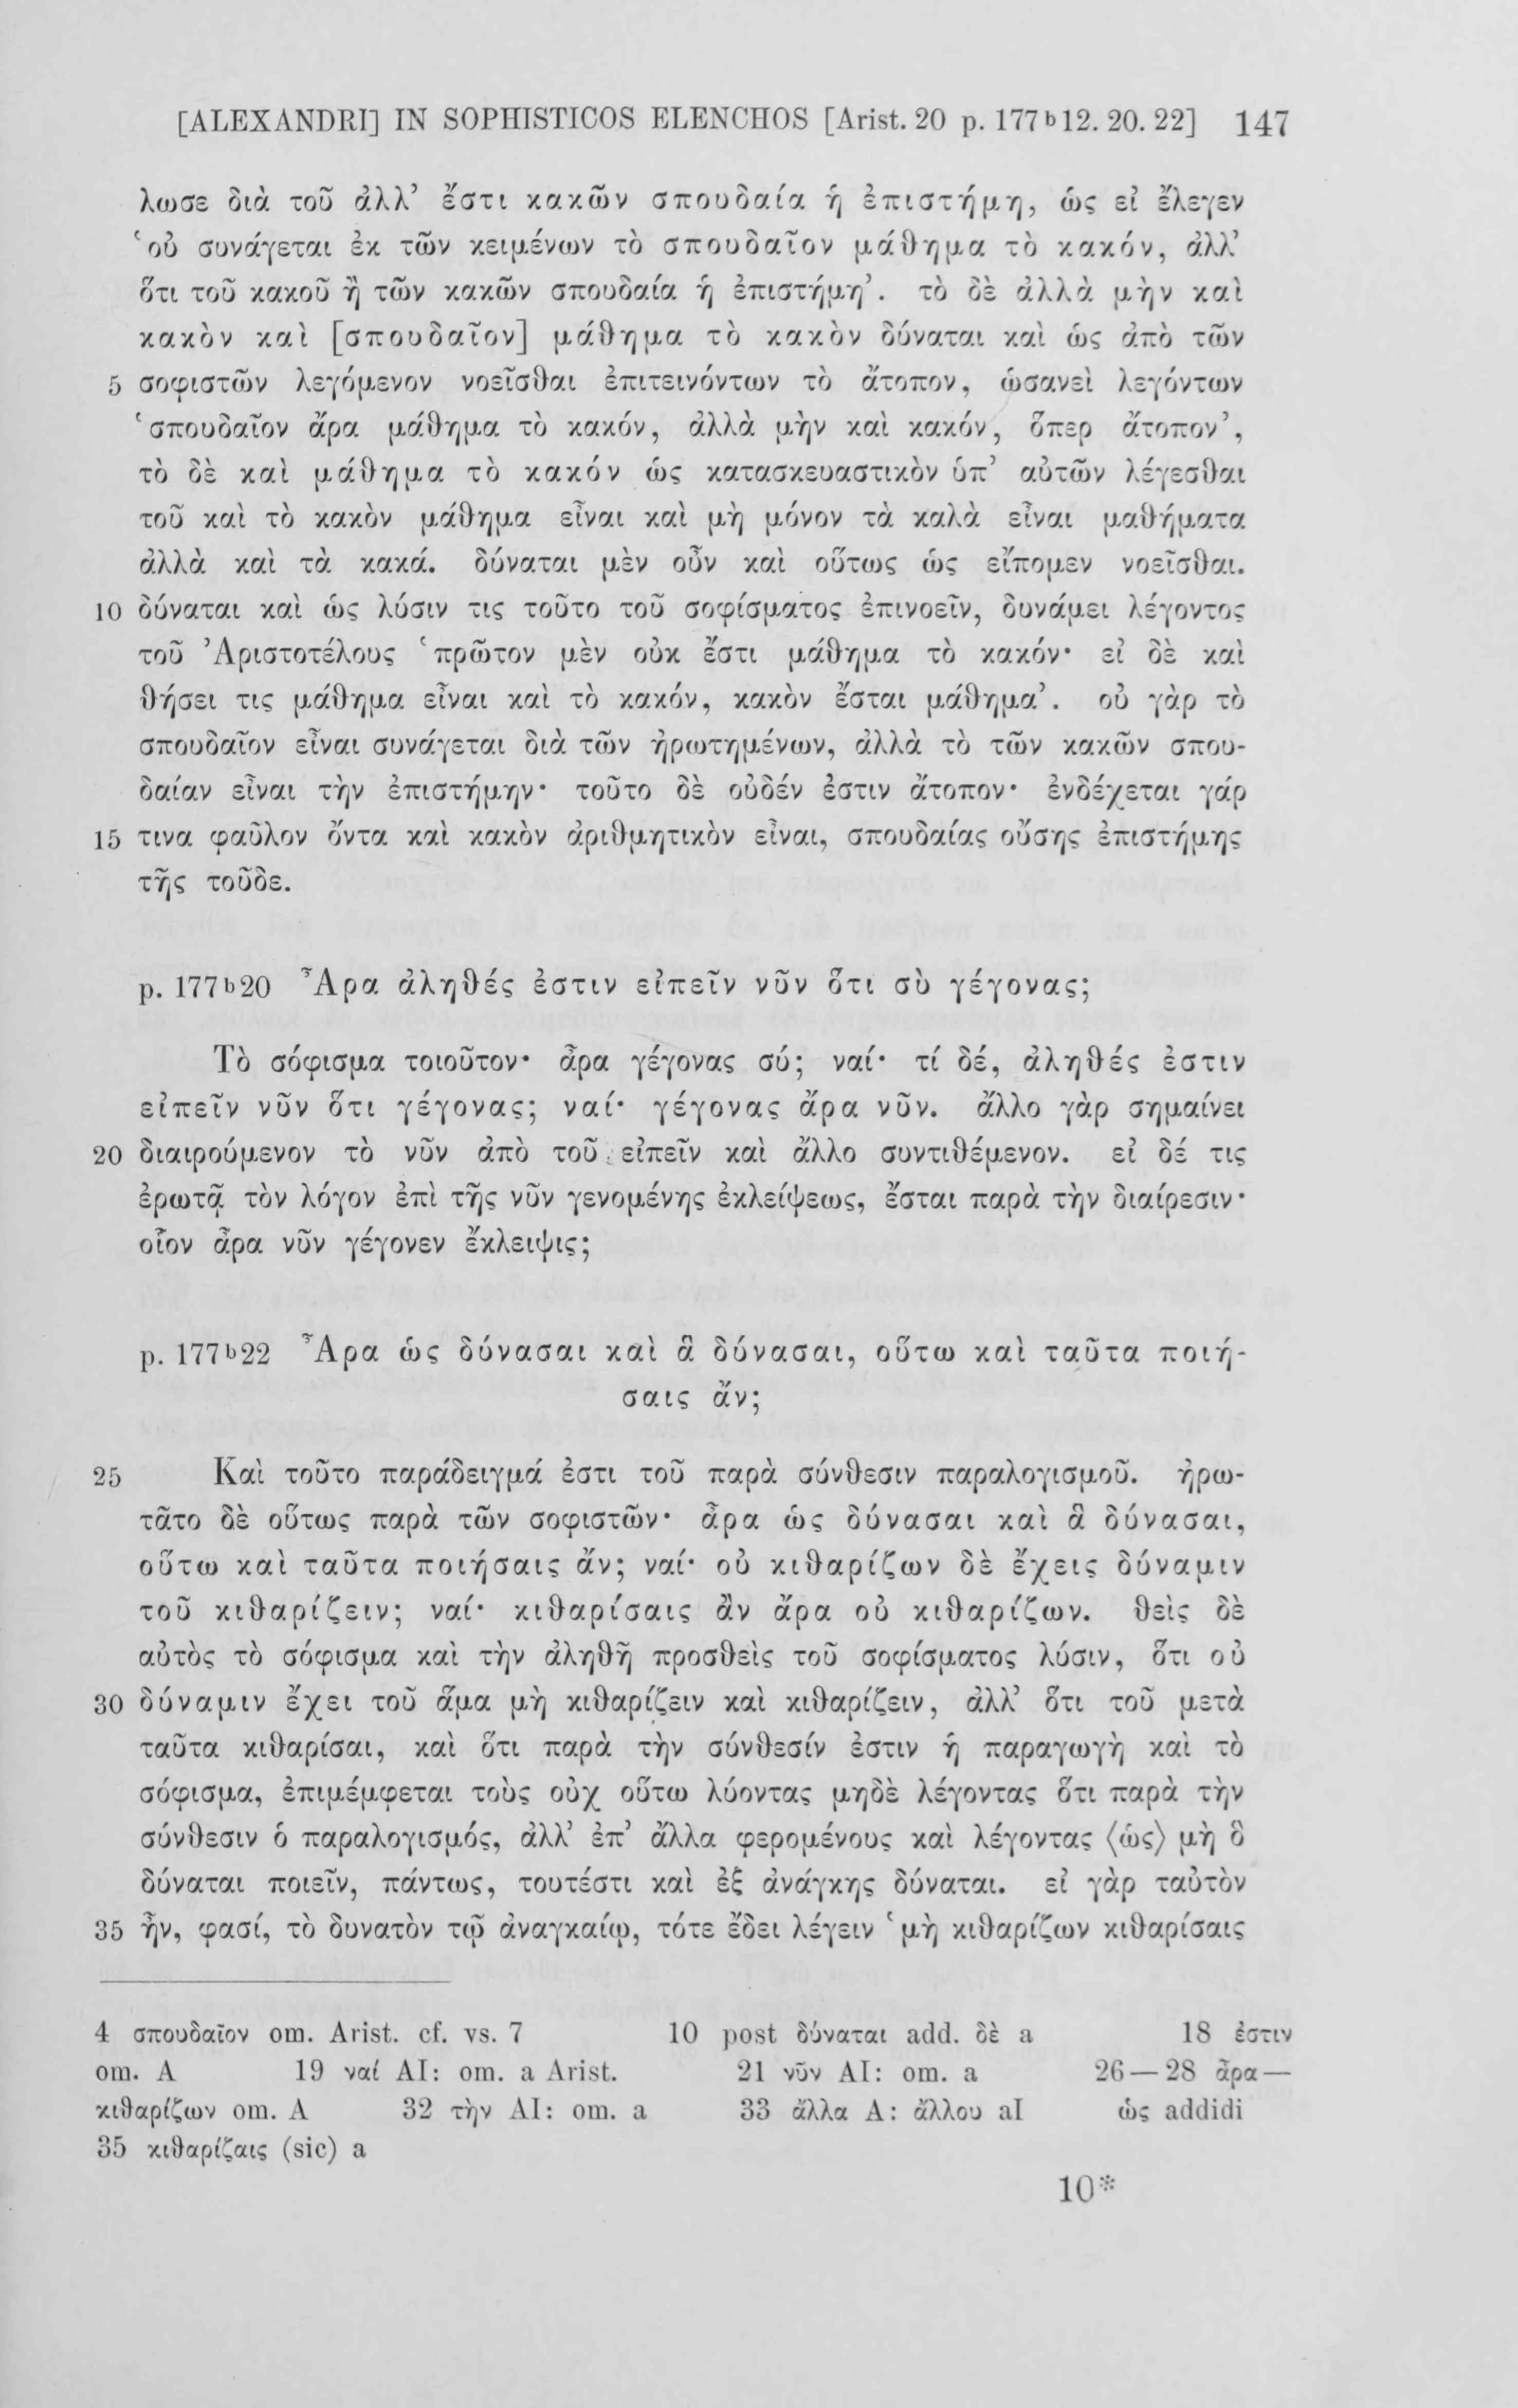 [ALEXANDRI] IN SOPHISTICOS ELENCHOS [Arist. 20 p. 177ᵇ12. 20. 22] 147
λωσε διὰ τοῦ ἀλλ’ ἔστι κακῶν σπουδαία ἡ ἐπιστήμη, ὡς εἰ ἔλεγεν
‘οὐ συνάγεται ἐκ τῶν κειμένων τὸ σπουδαῖον μάθημα τὸ κακόν, ἀλλ’
ὅτι τοῦ κακοῦ ἢ τῶν κακῶν σπουδαία ἡ ἐπιστήμη’. τὸ δὲ ἀλλὰ μὴν καὶ
κακὸν καὶ [σπουδαῖον] μάθημα τὸ κακὸν δύναται καὶ ὡς ἀπὸ τῶν
5 σοφιστῶν λεγόμενον νοεῖσθαι ἐπιτεινόντων τὸ ἄτοπον, ὡσανεὶ λεγόντων
‘σπουδαῖον ἄρα μάθημα τὸ κακόν, ἀλλὰ μὴν καὶ κακόν, ὅπερ ἄτοπον’,
τὸ δὲ καὶ μάθημα τὸ κακόν ὡς κατασκευαστικὸν ὑπ’ αὐτῶν λέγεσθαι
τοῦ καὶ τὸ κακὸν μάθημα εἶναι καὶ μὴ μόνον τὰ καλὰ εἶναι μαθήματα
ἀλλὰ καὶ τὰ κακά. δύναται μὲν οὖν καὶ οὕτως ὡς εἴπομεν νοεῖσθαι.
10 δύναται καὶ ὡς λύσιν τις τοῦτο τοῦ σοφίσματος ἐπινοεῖν, δυνάμει λέγοντος
τοῦ Ἀριστοτέλους ‘πρῶτον μὲν οὐκ ἔστι μάθημα τὸ κακόν· εἰ δὲ καὶ
θήσει τις μάθημα εἶναι καὶ τὸ κακόν, κακὸν ἔσται μάθημα’. οὐ γὰρ τὸ
σπουδαῖον εἶναι συνάγεται διὰ τῶν ἠρωτημένων, ἀλλὰ τὸ τῶν κακῶν σπου-
δαίαν εἶναι τὴν ἐπιστήμην· τοῦτο δὲ οὐδέν ἐστιν ἄτοπον· ἐνδέχεται γάρ
15 τινα φαῦλον ὄντα καὶ κακὸν ἀριθμητικὸν εἶναι, σπουδαίας οὔσης ἐπιστήμης
τῆς τοῦδε.
p. 177ᵇ20 Ἆρα ἀληθές ἐστιν εἰπεῖν νῦν ὅτι σὺ γέγονας;
Τὸ σόφισμα τοιοῦτον· ἆρα γέγονας σύ; ναί· τί δέ, ἀληθές ἐστιν
εἰπεῖν νῦν ὅτι γέγονας; ναί· γέγονας ἄρα νῦν. ἄλλο γὰρ σημαίνει
20 διαιρούμενον τὸ νῦν ἀπὸ τοῦ εἰπεῖν καὶ ἄλλο συντιθέμενον. εἰ δέ τις
ἐρωτᾷ τὸν λόγον ἐπὶ τῆς νῦν γενομένης ἐκλείψεως, ἔσται παρὰ τὴν διαίρεσιν·
οἷον ἆρα νῦν γέγονεν ἔκλειψις;
p. 177ᵇ22 Ἆρα ὡς δύνασαι καὶ ἃ δύνασαι, οὕτω καὶ ταῦτα ποιή-
σαις ἄν;
25 Καὶ τοῦτο παράδειγμά ἐστι τοῦ παρὰ σύνθεσιν παραλογισμοῦ. ἠρω-
τᾶτο δὲ οὕτως παρὰ τῶν σοφιστῶν· ἆρα ὡς δύνασαι καὶ ἃ δύνασαι,
οὕτω καὶ ταῦτα ποιήσαις ἄν; ναί· οὐ κιθαρίζων δὲ ἔχεις δύναμιν
τοῦ κιθαρίζειν; ναί· κιθαρίσαις ἂν ἄρα οὐ κιθαρίζων. θεὶς δὲ
αὐτὸς τὸ σόφισμα καὶ τὴν ἀληθῆ προσθεὶς τοῦ σοφίσματος λύσιν, ὅτι οὐ
30 δύναμιν ἔχει τοῦ ἅμα μὴ κιθαρίζειν καὶ κιθαρίζειν, ἀλλ’ ὅτι τοῦ μετὰ
ταῦτα κιθαρίσαι, καὶ ὅτι παρὰ τὴν σύνθεσίν ἐστιν ἡ παραγωγὴ καὶ τὸ
σόφισμα, ἐπιμέμφεται τοὺς οὐχ οὕτω λύοντας μηδὲ λέγοντας ὅτι παρὰ τὴν
σύνθεσιν ὁ παραλογισμός, ἀλλ’ ἐπ’ ἄλλα φερομένους καὶ λέγοντας ⟨ὡς⟩ μὴ ὃ
δύναται ποιεῖν, πάντως, τουτέστι καὶ ἐξ ἀνάγκης δύναται. εἰ γὰρ ταὐτὸν
35 ἦν, φασί, τὸ δυνατὸν τῷ ἀναγκαίῳ, τότε ἔδει λέγειν ‘μὴ κιθαρίζων κιθαρίσαις
4 σπουδαῖον om. Arist. cf. vs. 7 10 post δύναται add. δὲ a 18 ἐστιν
om. A 19 ναί AI: om. a Arist. 21 νῦν AI: om. a 26—28 ἆρα—
κιθαρίζων om. A 32 τὴν AI: om. a 33 ἄλλα A: ἄλλου aI ὡς addidi
35 κιθαρίζαις (sic) a
10*